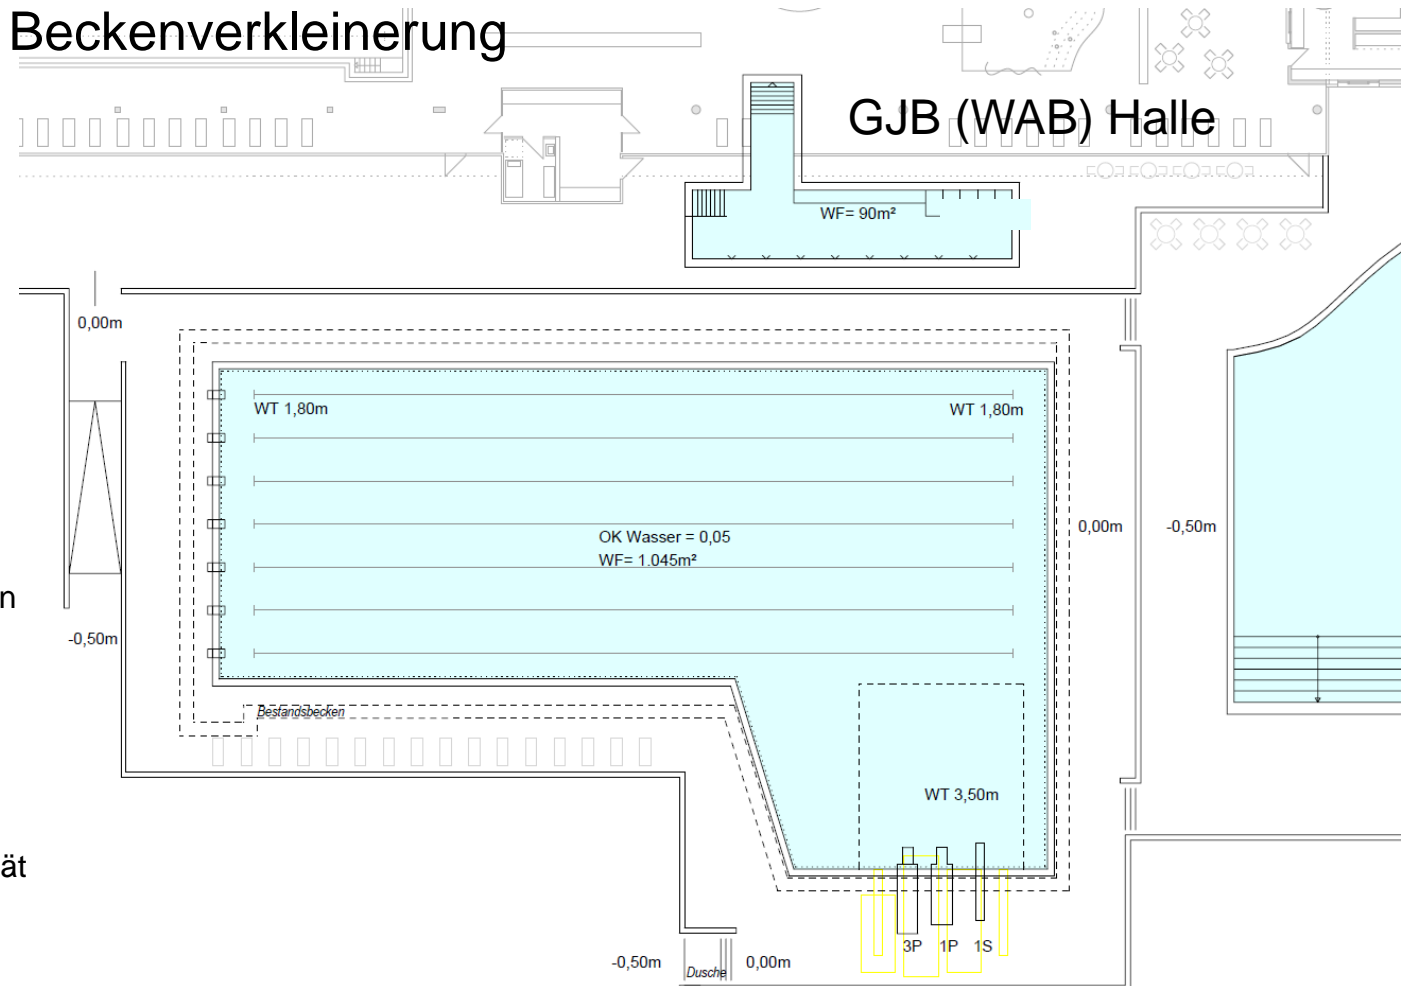 Beckenverkleinerung
GJB (WAB) Halle
WF= 90m²
0,00m
WT 1,80m
WT 1,80m
OK Wasser = 0,05
WF= 1.045m²
0,00m
-0,50m
n
-0,50m
Bestandsbecken
WT 3,50m
ät
3P
1P
1S
-0,50m
Dusche
0,00m